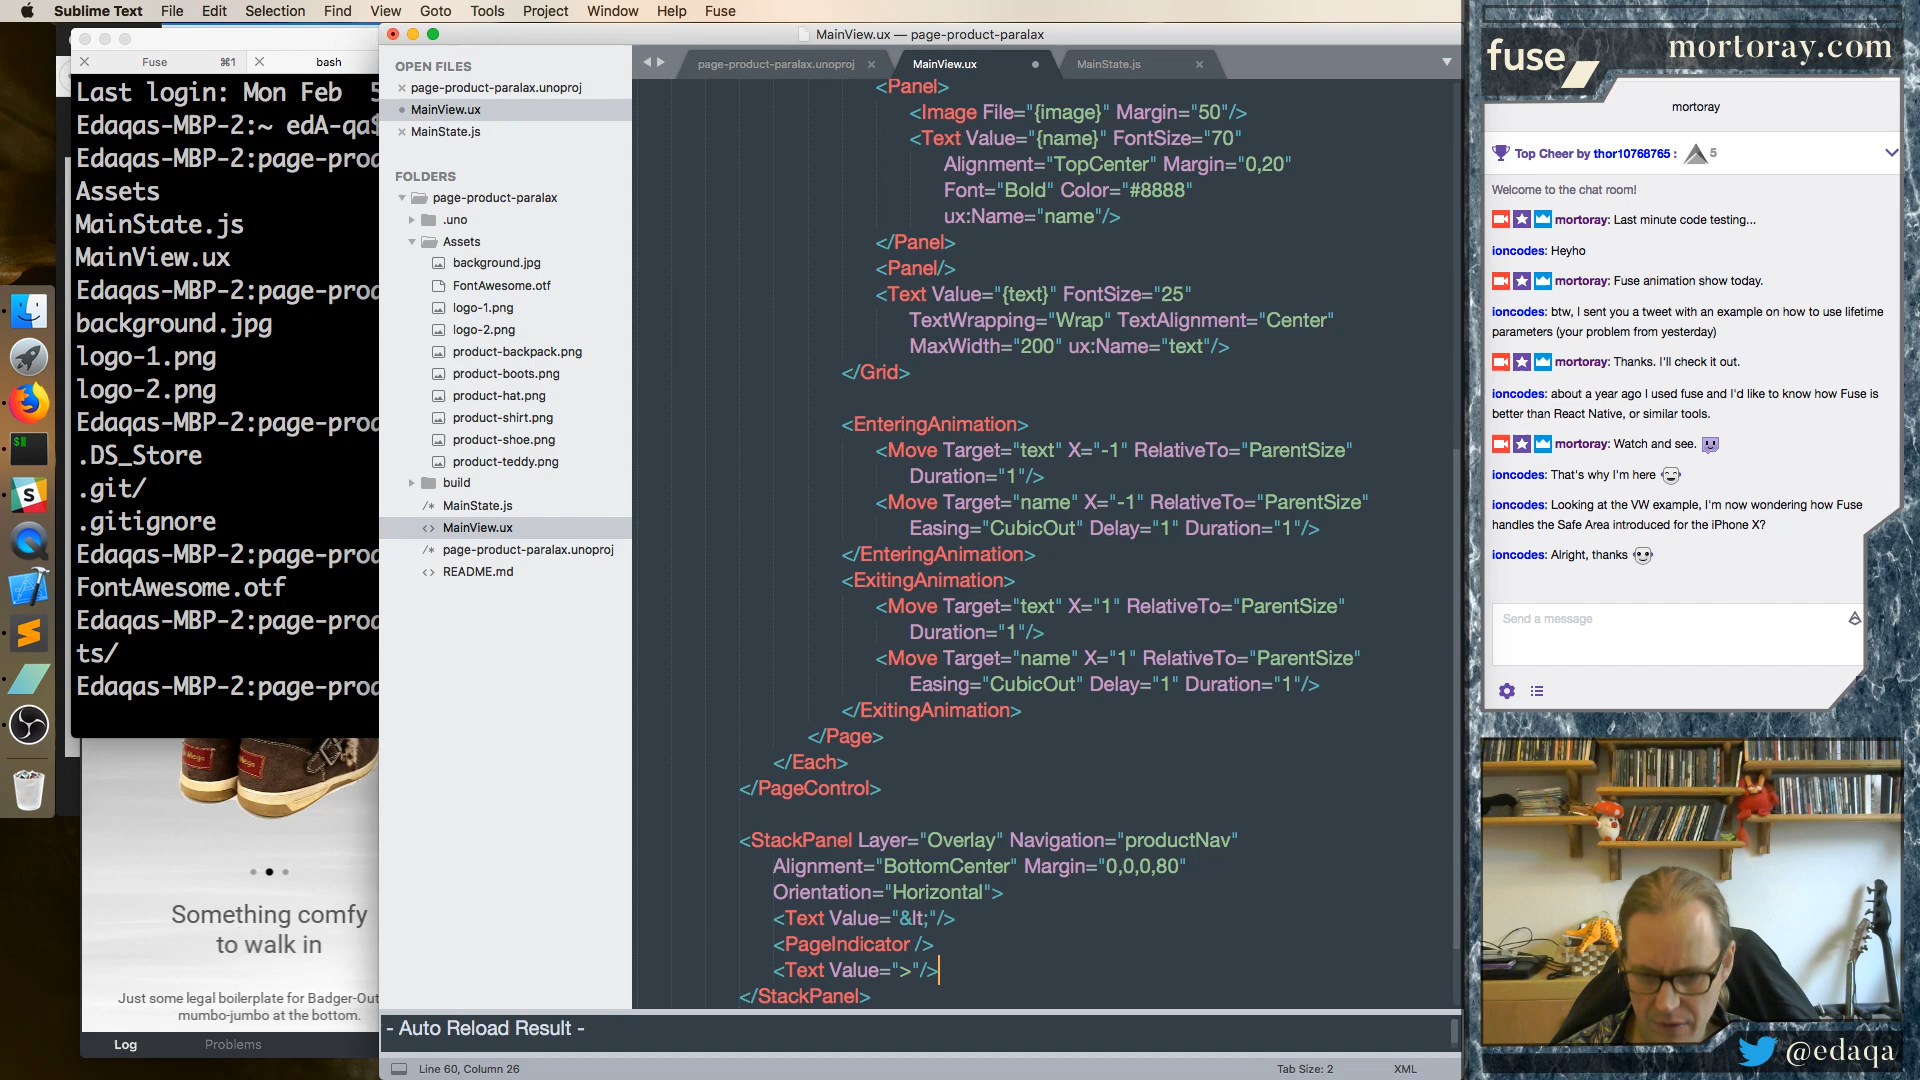 Sublime Text File Edit Selection Find View Goto Tools Project Window Help Fuse
Fuse ⌘1 bash
Last login: Mon Feb 5
Edaqas-MBP-2:~ edA-qa$
Edaqas-MBP-2:page-prod
Assets
MainState.js
MainView.ux
Edaqas-MBP-2:page-prod
background.jpg
logo-1.png
logo-2.png
Edaqas-MBP-2:page-prod
.DS_Store
.git/
.gitignore
Edaqas-MBP-2:page-prod
FontAwesome.otf
Edaqas-MBP-2:page-prod
ts/
Edaqas-MBP-2:page-prod
Something comfy
to walk in
Just some legal boilerplate for Badger-Out
mumbo-jumbo at the bottom.
Log Problems
MainView.ux — page-product-paralax
OPEN FILES
page-product-paralax.unoproj
MainView.ux
MainState.js
FOLDERS
page-product-paralax
.uno
Assets
background.jpg
FontAwesome.otf
logo-1.png
logo-2.png
product-backpack.png
product-boots.png
product-hat.png
product-shirt.png
product-shoe.png
product-teddy.png
build
MainState.js
MainView.ux
page-product-paralax.unoproj
README.md
page-product-paralax.unoproj MainView.ux MainState.js
<Panel>
<Image File="{image}" Margin="50"/>
<Text Value="{name}" FontSize="70"
Alignment="TopCenter" Margin="0,20"
Font="Bold" Color="#8888"
ux:Name="name"/>
</Panel>
<Panel/>
<Text Value="{text}" FontSize="25"
TextWrapping="Wrap" TextAlignment="Center"
MaxWidth="200" ux:Name="text"/>
</Grid>
<EnteringAnimation>
<Move Target="text" X="-1" RelativeTo="ParentSize"
Duration="1"/>
<Move Target="name" X="-1" RelativeTo="ParentSize"
Easing="CubicOut" Delay="1" Duration="1"/>
</EnteringAnimation>
<ExitingAnimation>
<Move Target="text" X="1" RelativeTo="ParentSize"
Duration="1"/>
<Move Target="name" X="1" RelativeTo="ParentSize"
Easing="CubicOut" Delay="1" Duration="1"/>
</ExitingAnimation>
</Page>
</Each>
</PageControl>
<StackPanel Layer="Overlay" Navigation="productNav"
Alignment="BottomCenter" Margin="0,0,0,80"
Orientation="Horizontal">
<Text Value="&lt;"/>
<PageIndicator />
<Text Value=">"/>
</StackPanel>
- Auto Reload Result -
Line 60, Column 26 Tab Size: 2 XML
fuse mortoray.com
mortoray
Top Cheer by thor10768765 : 5
Welcome to the chat room!
mortoray: Last minute code testing...
ioncodes: Heyho
mortoray: Fuse animation show today.
ioncodes: btw, I sent you a tweet with an example on how to use lifetime
parameters (your problem from yesterday)
mortoray: Thanks. I'll check it out.
ioncodes: about a year ago I used fuse and I'd like to know how Fuse is
better than React Native, or similar tools.
mortoray: Watch and see.
ioncodes: That's why I'm here
ioncodes: Looking at the VW example, I'm now wondering how Fuse
handles the Safe Area introduced for the iPhone X?
ioncodes: Alright, thanks
Send a message
@edaqa